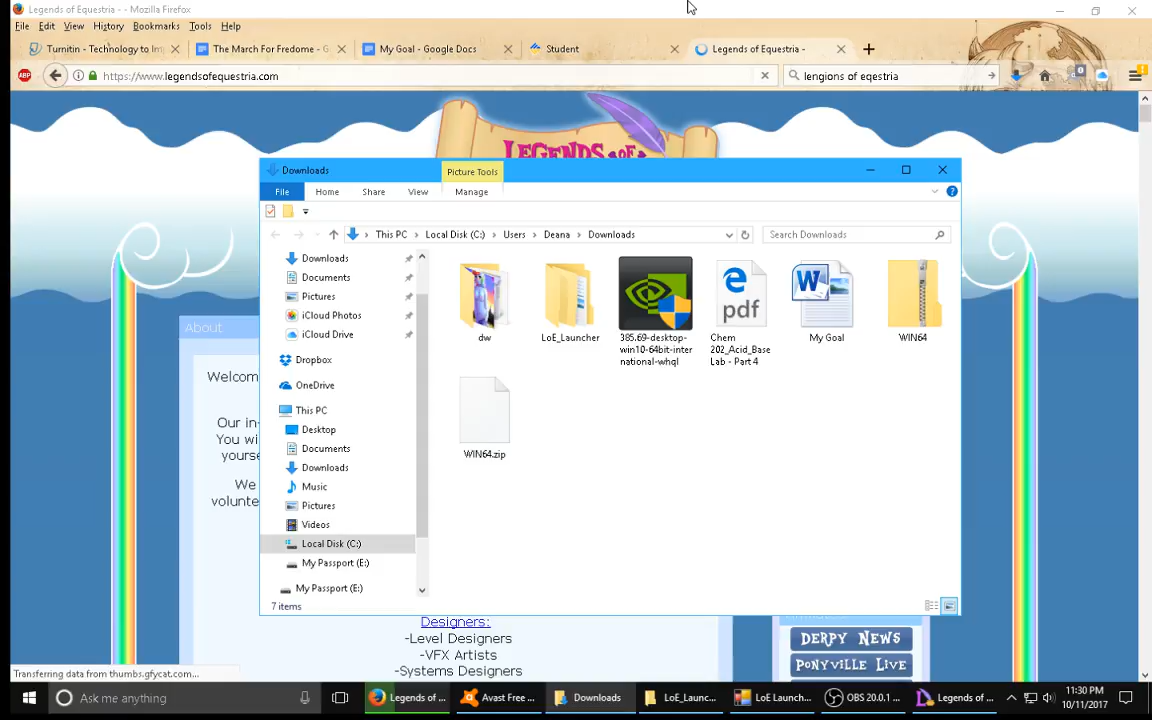 Legends of Equestria - - Mozilla Firefox
File Edit View History Bookmarks Tools Help
Turnitin - Technology to Im
The March For Fredome - G
My Goal - Google Docs
Student
Legends of Equestria -
ABP
https://www.legendsofequestria.com
lengions of eqestria
0
LEGENDS OF
Downloads
Picture Tools
File Home Share View Manage
This PC Local Disk (C:) Users Deana Downloads
Search Downloads
Downloads
Documents
Pictures
iCloud Photos
iCloud Drive
Dropbox
OneDrive
This PC
Desktop
Documents
Downloads
Music
Pictures
Videos
Local Disk (C:)
My Passport (E:)
My Passport (E:)
dw
LoE_Launcher
385.69-desktop-
win10-64bit-inter
national-whql
pdf
Chem
202_Acid_Base
Lab - Part 4
W
My Goal
WIN64
WIN64.zip
7 items
About
Welcom
Our in-
You wi
yourse
We
volunte
Designers:
-Level Designers
-VFX Artists
-Systems Designers
DERPY NEWS
PONYVILLE LIVE
Transferring data from thumbs.gfycat.com...
Ask me anything
Legends of ...
Avast Free ...
Downloads
LoE_Launc...
LoE Launch...
OBS 20.0.1 ...
Legends of ...
11:30 PM
10/11/2017